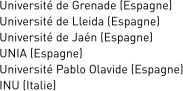 Université de Grenade (Espagne)
Université de Lleida (Espagne)
Université de Jaén (Espagne)
UNIA (Espagne)
Université Pablo Olavide (Espagne)
INU (Italie)